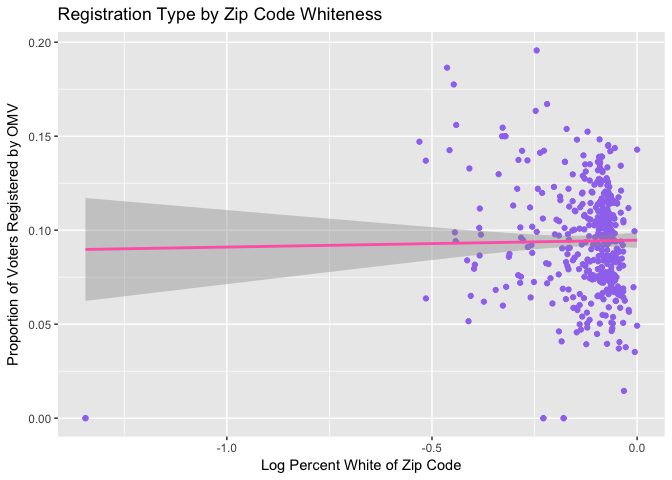 Registration Type by Zip Code Whiteness
0.20
0.15
0.10
0.05
0.00
Proportion of Voters Registered by OMV
-1.0
-0.5
0.0
Log Percent White of Zip Code